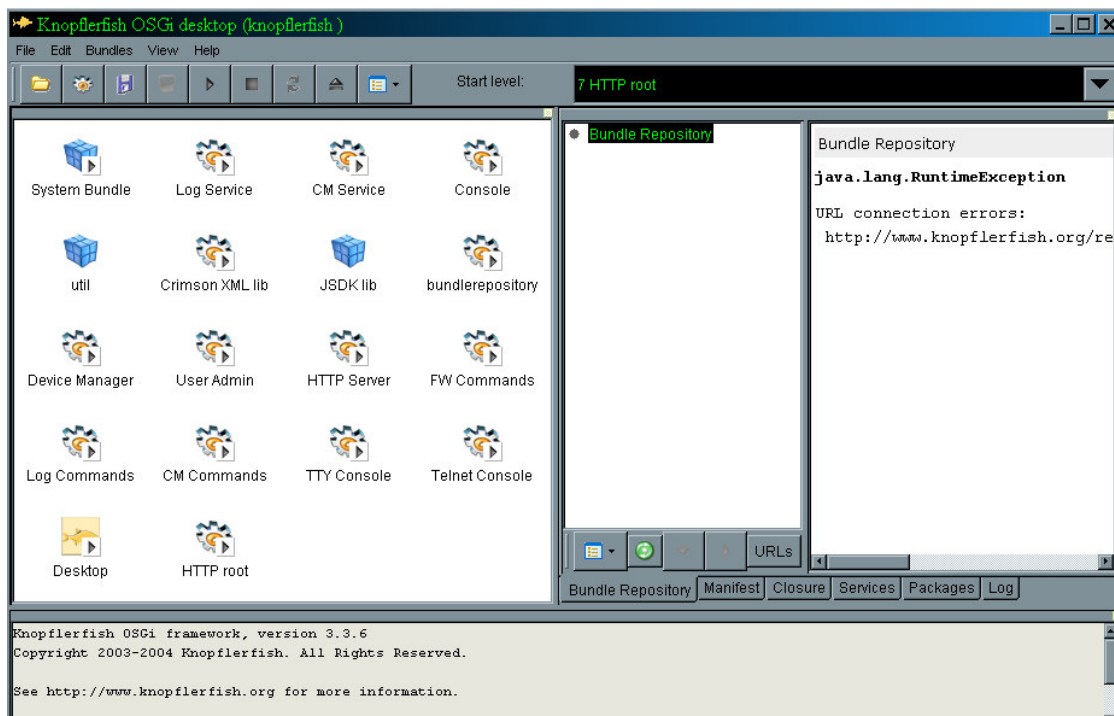 Knopflerfish OSGi desktop (knopflerfish )
File Edit Bundles View Help
Start level:
7 HTTP root
System Bundle Log Service CM Service Console
util Crimson XML lib JSDK lib bundlerepository
Device Manager User Admin HTTP Server FW Commands
Log Commands CM Commands TTY Console Telnet Console
Desktop HTTP root
Bundle Repository
Bundle Repository
java.lang.RuntimeException
URL connection errors:
http://www.knopflerfish.org/re
URLs
Bundle Repository Manifest Closure Services Packages Log
Knopflerfish OSGi framework, version 3.3.6
Copyright 2003-2004 Knopflerfish. All Rights Reserved.
See http://www.knopflerfish.org for more information.